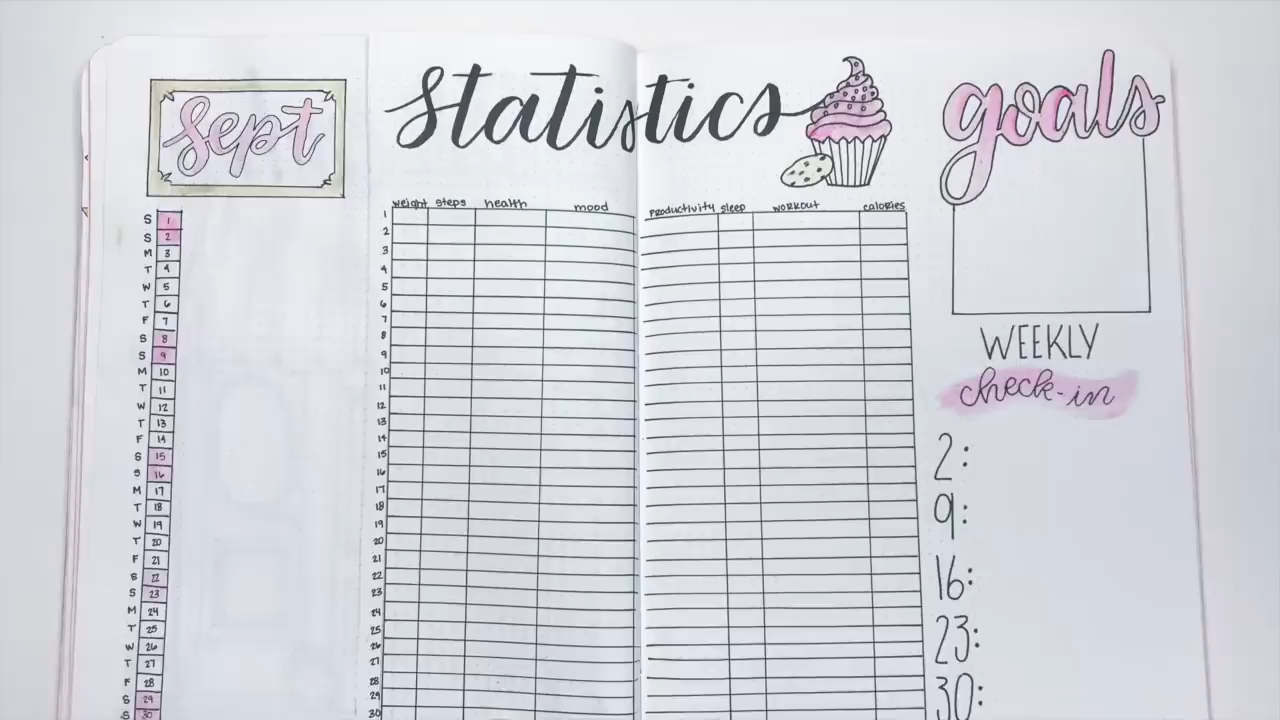 Sept
S 1
S 2
M 3
T 4
W 5
T 6
F 7
S 8
S 9
M 10
T 11
W 12
T 13
F 14
S 15
S 16
M 17
T 18
W 19
T 20
F 21
S 22
S 23
M 24
T 25
W 26
T 27
F 28
S 29
S 30
Statistics
weight steps health mood productivity sleep workout calories
1
2
3
4
5
6
7
8
9
10
11
12
13
14
15
16
17
18
19
20
21
22
23
24
25
26
27
28
29
30
goals
WEEKLY
check-in
2:
9:
16:
23:
30: